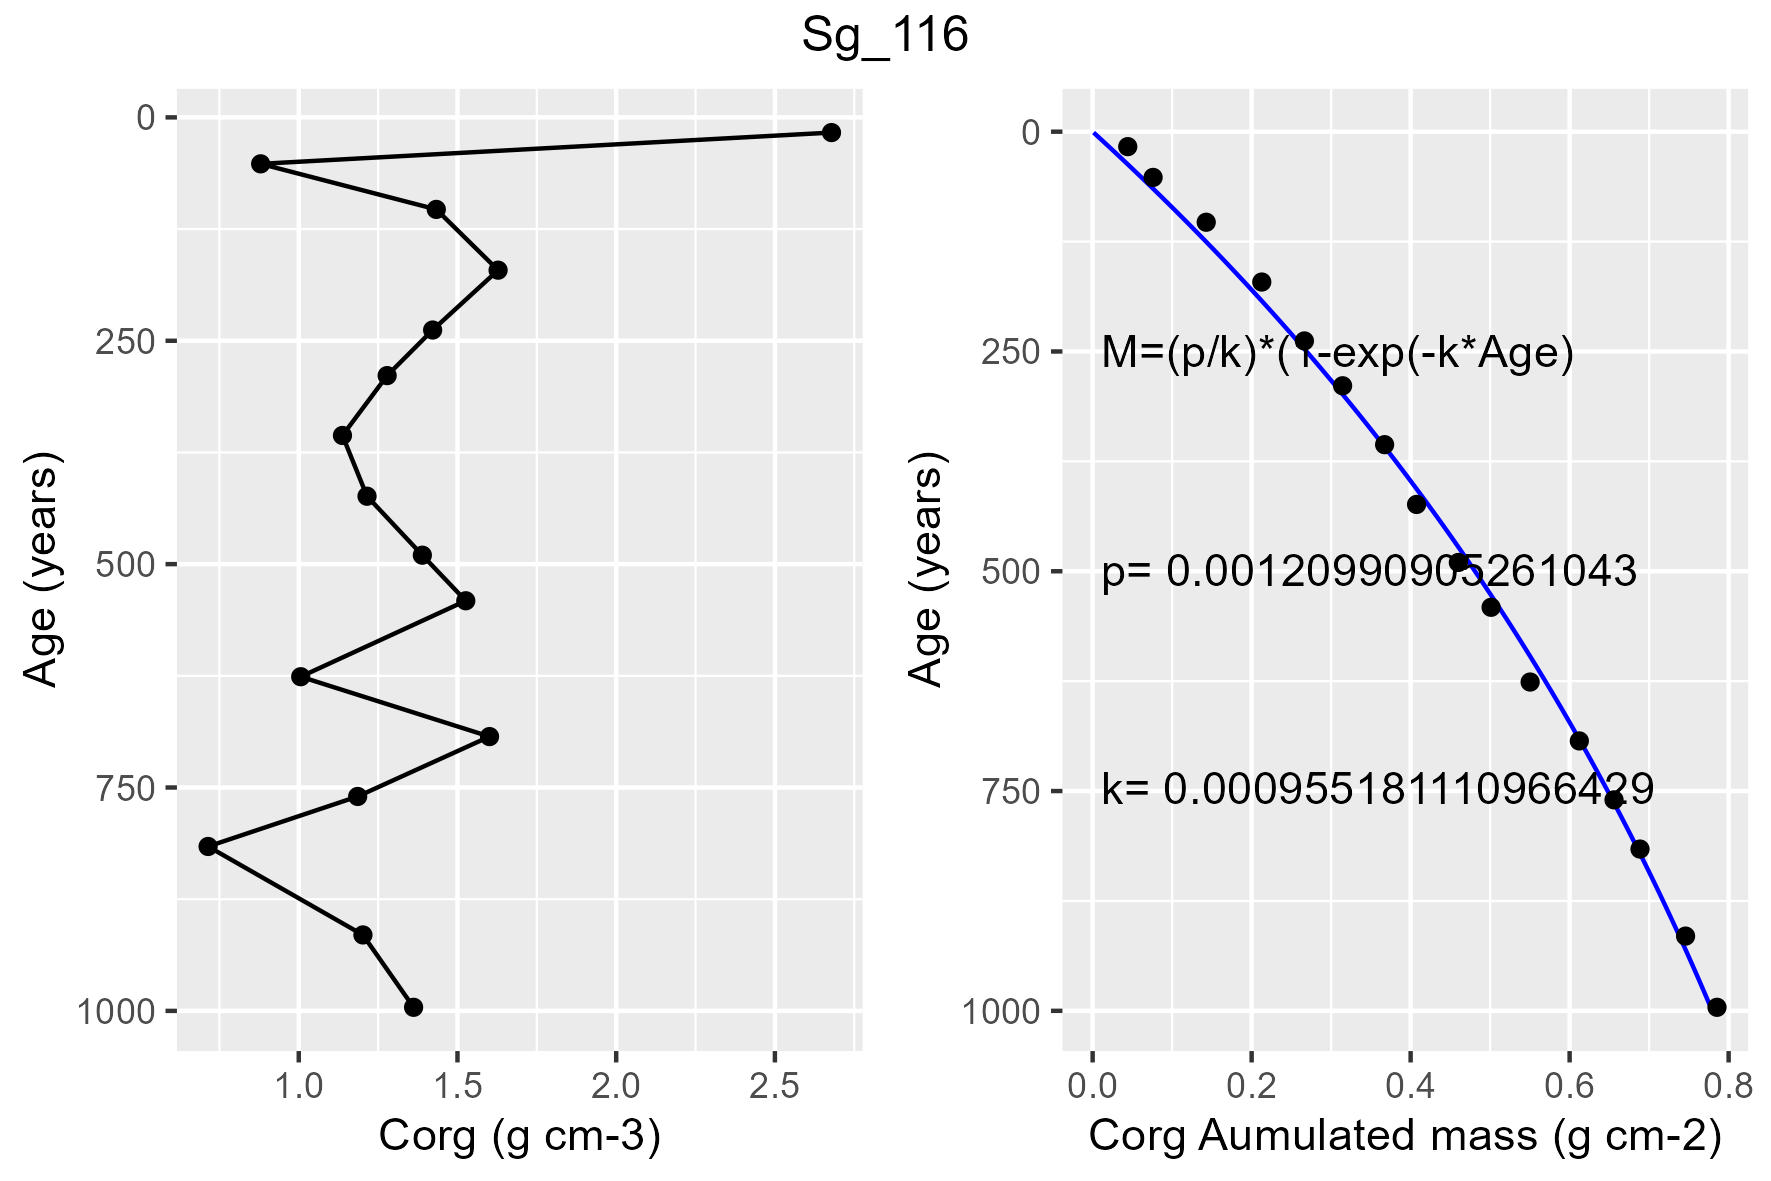 Sg_116
Age (years)
0
250
500
750
1000
1.0 1.5 2.0 2.5
Corg (g cm-3)
Age (years)
0
250
500
750
1000
M=(p/k)*(1-exp(-k*Age)
p= 0.00120990905261043
k= 0.000955181110966429
0.0 0.2 0.4 0.6 0.8
Corg Aumulated mass (g cm-2)